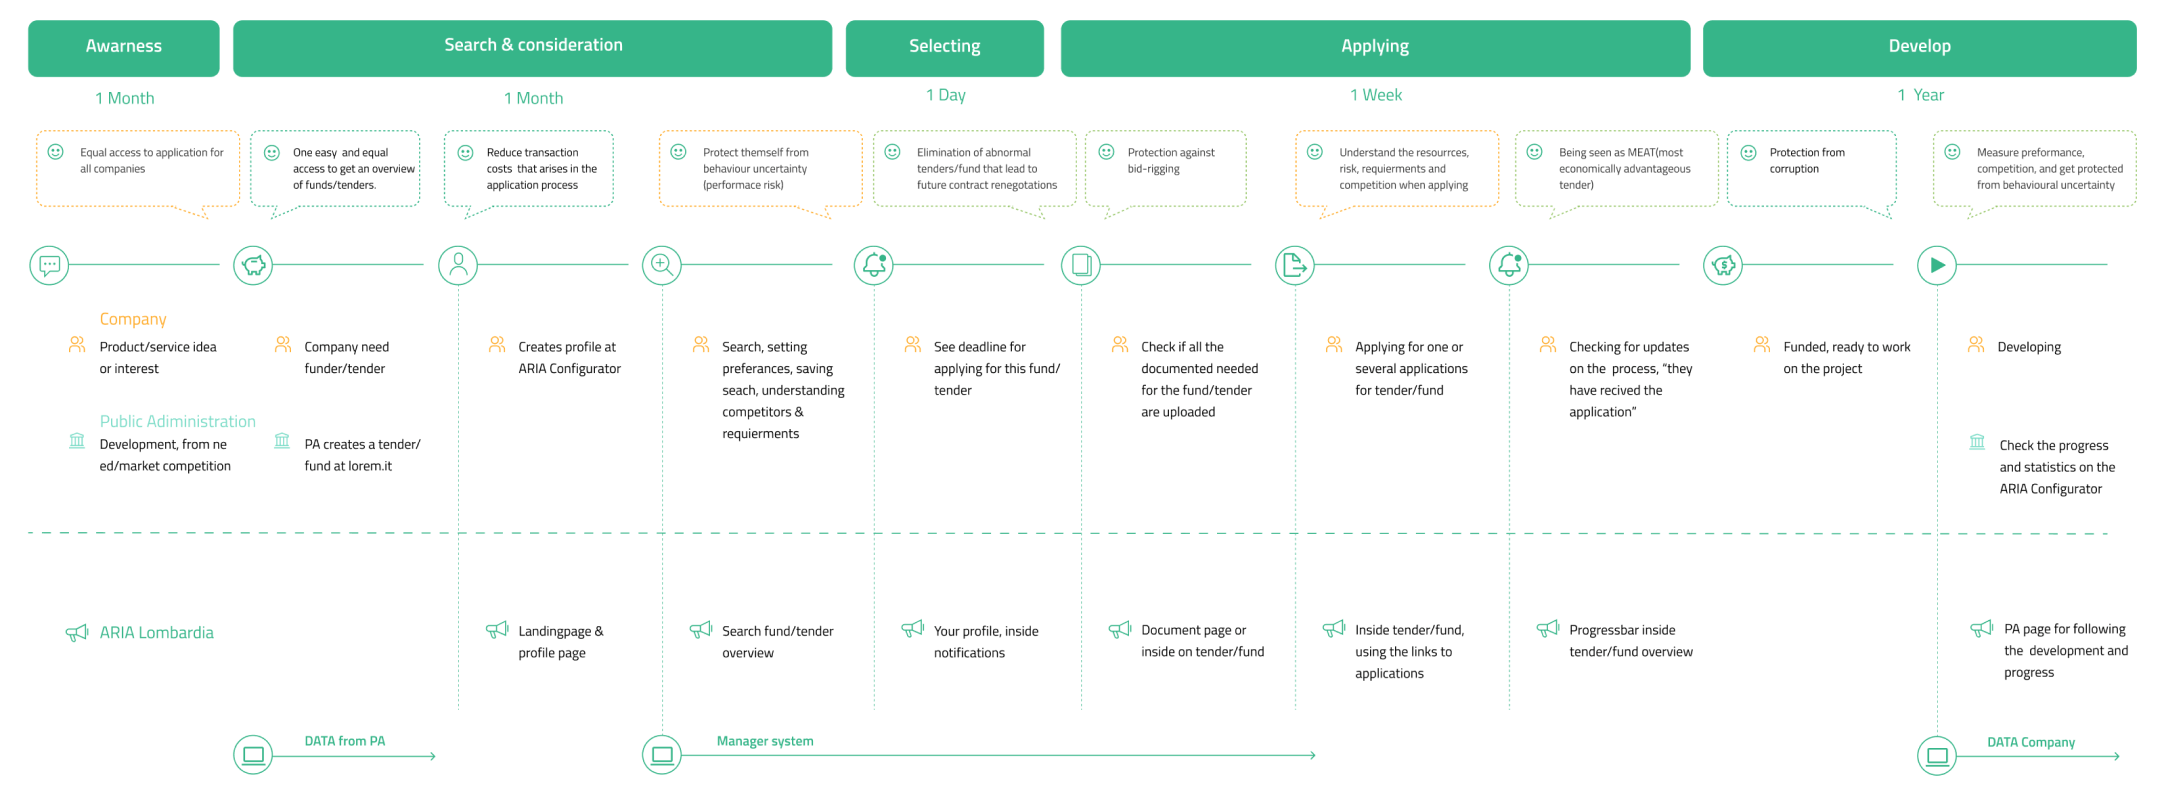 Awarness
Search & consideration
Selecting
Applying
Develop
1 Month
1 Month
1 Day
1 Week
1 Year
Equal access to application for
all companies
One easy and equal
access to get an overview
of funds/tenders.
Reduce transaction
costs that arises in the
application process
Protect themself from
behaviour uncertainty
(performace risk)
Elimination of abnormal
tenders/fund that lead to
future contract renegotations
Protection against
bid-rigging
Understand the resourrces,
risk, requierments and
competition when applying
Being seen as MEAT(most
economically advantageous
tender)
Protection from
corruption
Measure preformance,
competition, and get protected
from behavioural uncertainty
Company
Product/service idea
or interest
Company need
funder/tender
Creates profile at
ARIA Configurator
Search, setting
preferances, saving
seach, understanding
competitors &
requierments
See deadline for
applying for this fund/
tender
Check if all the
documented needed
for the fund/tender
are uploaded
Applying for one or
several applications
for tender/fund
Checking for updates
on the process, “they
have recived the
application”
Funded, ready to work
on the project
Developing
Public Adiministration
Development, from ne
ed/market competition
PA creates a tender/
fund at lorem.it
Check the progress
and statistics on the
ARIA Configurator
ARIA Lombardia
Landingpage &
profile page
Search fund/tender
overview
Your profile, inside
notifications
Document page or
inside on tender/fund
Inside tender/fund,
using the links to
applications
Progressbar inside
tender/fund overview
PA page for following
the development and
progress
DATA from PA
Manager system
DATA Company